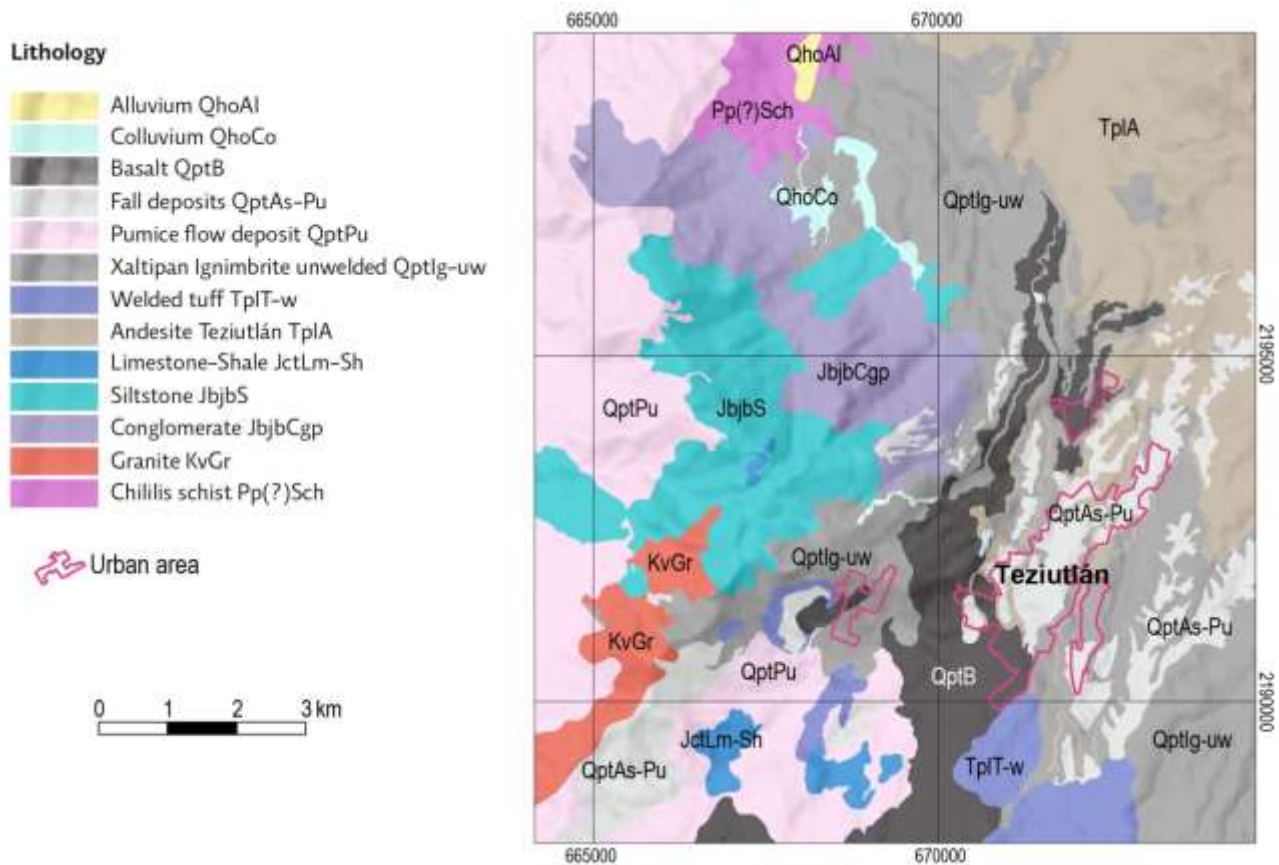 665000
670000
Lithology
Alluvium QhoAl
Colluvium QhoCo
Basalt QptB
Fall deposits QptAs-Pu
Pumice flow deposit QptPu
Xaltipan Ignimbrite unwelded QptIg-uw
Welded tuff TplT-w
Andesite Teziutlán TplA
Limestone-Shale JctLm-Sh
Siltstone JbjbS
Conglomerate JbjbCgp
Granite KvGr
Chililis schist Pp(?)Sch
Urban area
0 1 2 3 km
QhoAl
Pp(?)Sch
TplA
QhoCo
QptIg-uw
2195000
JbjbCgp
QptPu
JbjbS
QptAs-Pu
QptIg-uw
KvGr
Teziutlán
QptAs-Pu
KvGr
QptPu
QptB
2190000
JctLm-Sh
QptIg-uw
QptAs-Pu
TplT-w
665000
670000